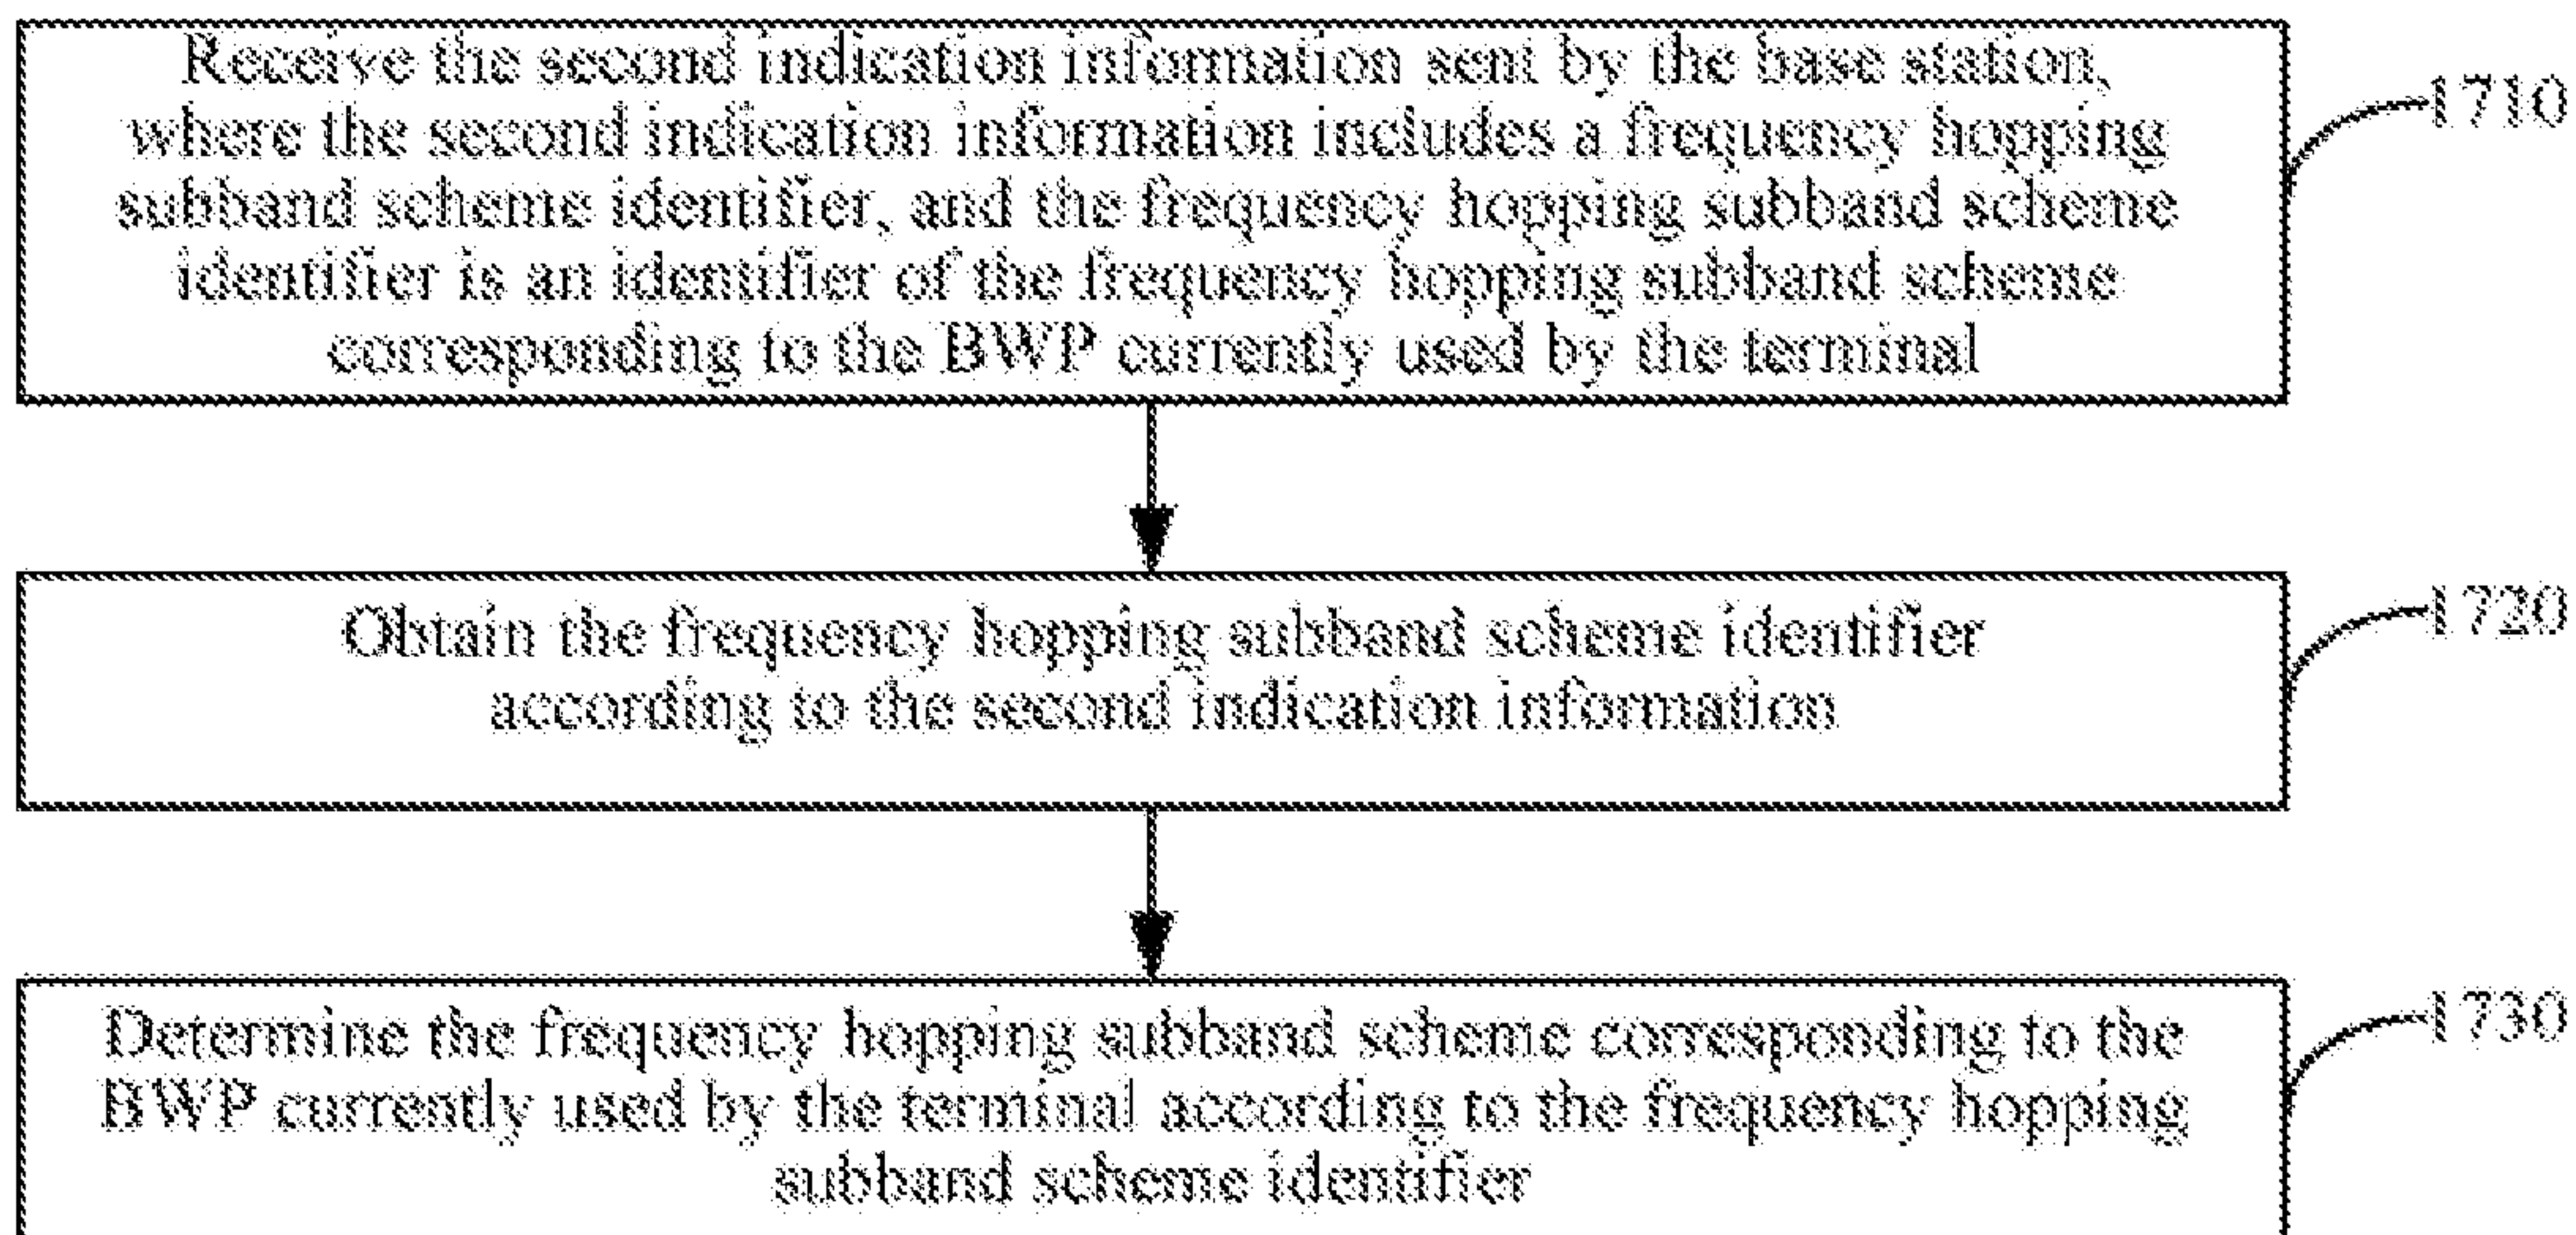 Receive the second indication information sent by the base station,
where the second indication information includes a frequency hopping
subband scheme identifier, and the frequency hopping subband scheme
identifier is an identifier of the frequency hopping subband scheme
corresponding to the BWP currently used by the terminal
1710
Obtain the frequency hopping subband scheme identifier
according to the second indication information
1720
Determine the frequency hopping subband scheme corresponding to the
BWP currently used by the terminal according to the frequency hopping
subband scheme identifier
1730